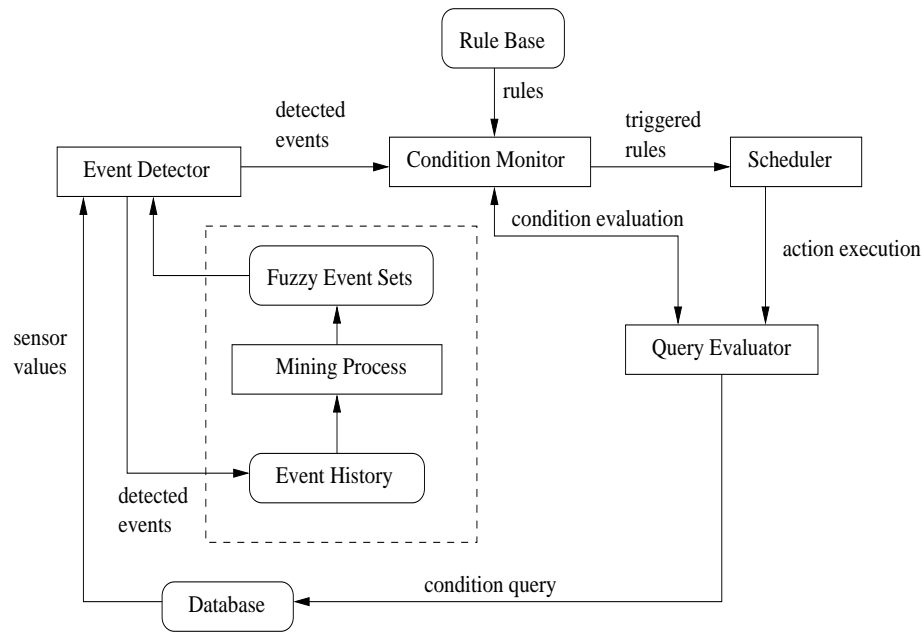 Rule Base
rules
detected
events
triggered
rules
Event Detector
Condition Monitor
Scheduler
condition evaluation
action execution
Fuzzy Event Sets
sensor
values
Mining Process
Query Evaluator
Event History
detected
events
condition query
Database